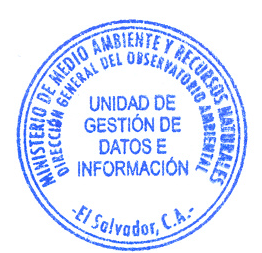 MINISTERIO DE MEDIO AMBIENTE Y RECURSOS NATURALES
DIRECCIÓN GENERAL DEL OBSERVATORIO AMBIENTAL
UNIDAD DE
GESTIÓN DE
DATOS E
INFORMACIÓN
-El Salvador, C.A.-